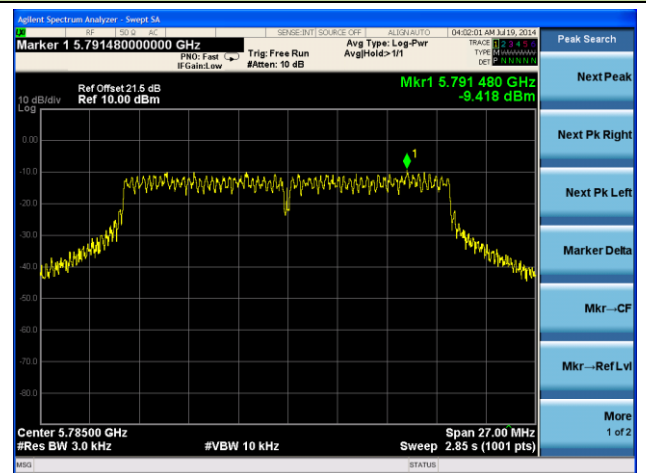 Agilent Spectrum Analyzer - Swept SA
RF 50 Ω AC SENSE:INT SOURCE OFF ALIGN AUTO 04:02:01 AM Jul 19, 2014
Marker 1 5.791480000000 GHz
PNO: Fast
IFGain:Low
Trig: Free Run
#Atten: 10 dB
Avg Type: Log-Pwr
Avg|Hold:>1/1
TRACE 1 2 3 4 5 6
TYPE M WWWWW
DET P N N N N N
Peak Search
Ref Offset 21.5 dB
10 dB/div Ref 10.00 dBm
Log
Mkr1 5.791 480 GHz
-9.418 dBm
Next Peak
Next Pk Right
Next Pk Left
Marker Delta
Mkr→CF
Mkr→Ref Lvl
More
1 of 2
0.00
-10.0
-20.0
-30.0
-40.0
-50.0
-60.0
-70.0
-80.0
1
Center 5.78500 GHz Span 27.00 MHz
#Res BW 3.0 kHz #VBW 10 kHz Sweep 2.85 s (1001 pts)
MSG STATUS